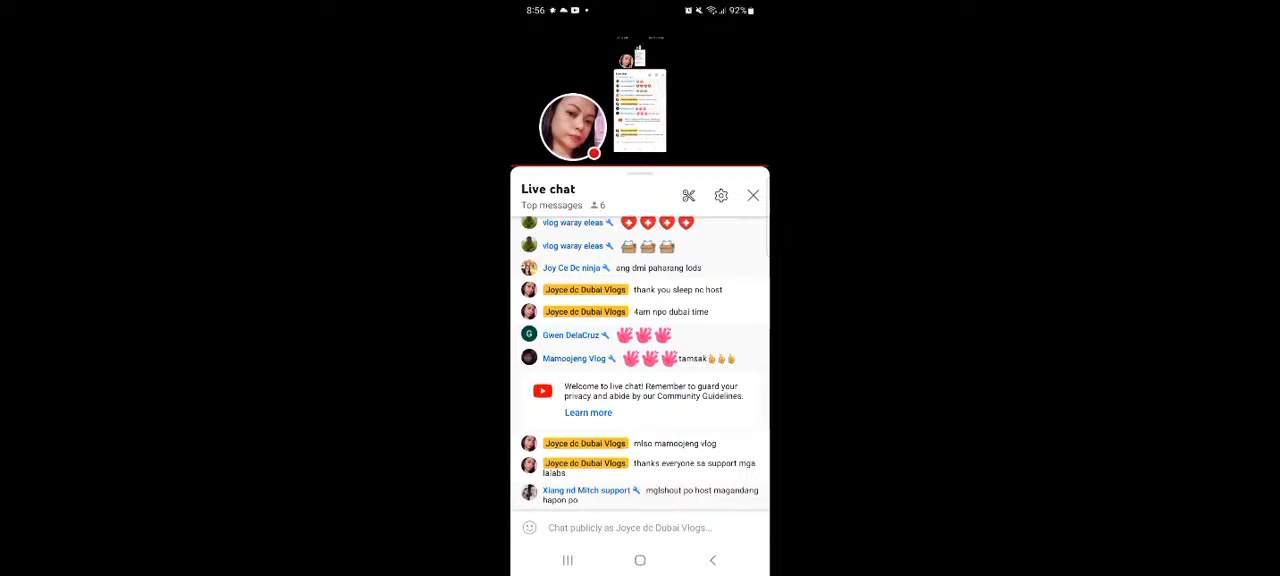 8:56
92%
Live chat
Top messages 6
vlog waray eleas
vlog waray eleas
Joy Ce Dc ninja ang dmi paharang lods
Joyce dc Dubai Vlogs thank you sleep nc host
Joyce dc Dubai Vlogs 4am npo dubai time
G Gwen DelaCruz
Mamoojeng Vlog tamsak
Welcome to live chat! Remember to guard your
privacy and abide by our Community Guidelines.
Learn more
Joyce dc Dubai Vlogs mlso mamoojeng vlog
Joyce dc Dubai Vlogs thanks everyone sa support mga
lalabs
Xiang nd Mitch support mglshout po host magandang
hapon po
Chat publicly as Joyce dc Dubai Vlogs...